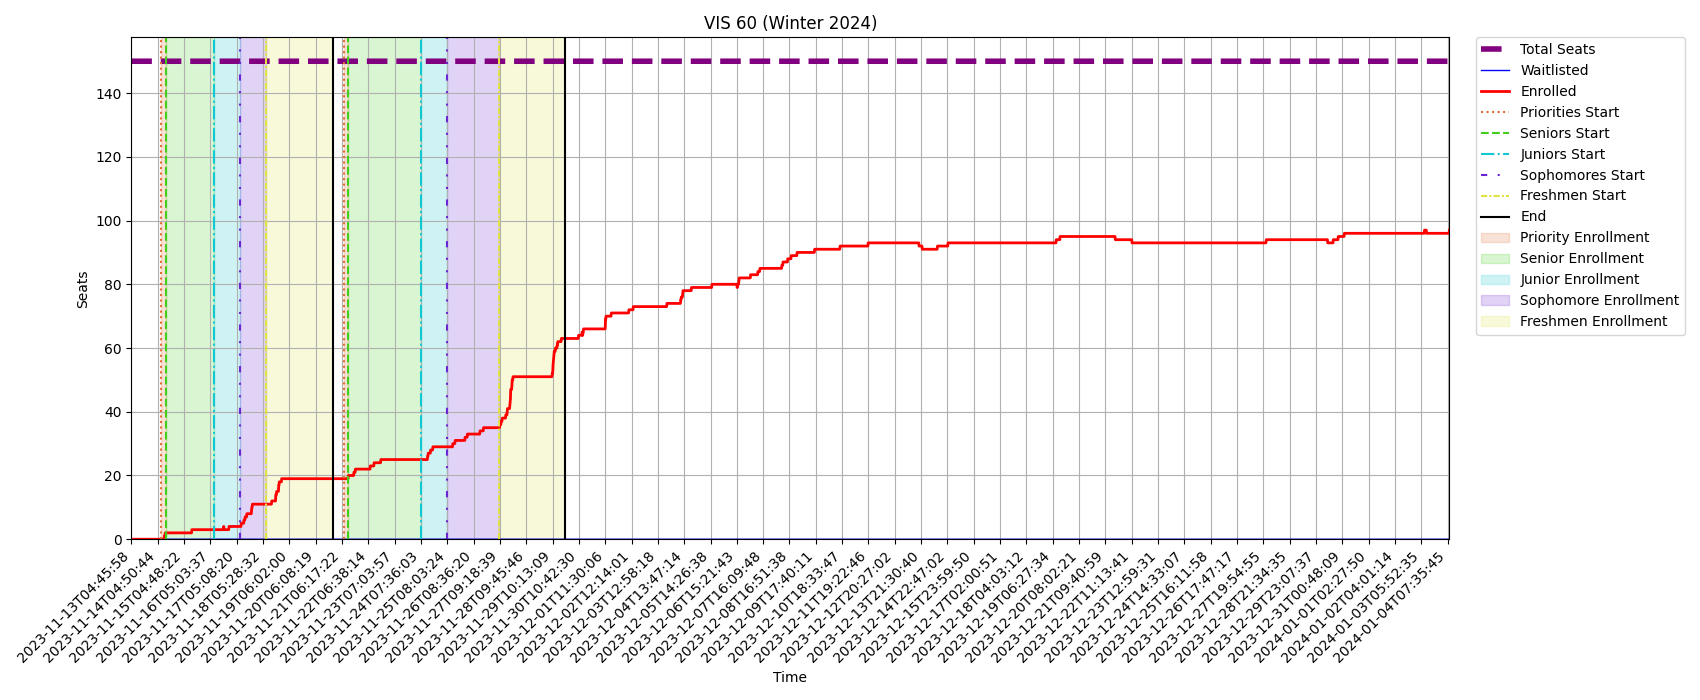 VIS 60 (Winter 2024)
Seats
140
120
100
80
60
40
20
0
2023-11-13T04:45:58
2023-11-14T04:50:44
2023-11-15T04:48:22
2023-11-16T05:03:37
2023-11-17T05:08:20
2023-11-18T05:28:32
2023-11-19T06:02:00
2023-11-20T06:08:19
2023-11-21T06:17:22
2023-11-22T06:38:14
2023-11-23T07:03:57
2023-11-24T07:36:03
2023-11-25T08:03:24
2023-11-26T08:36:20
2023-11-27T09:18:39
2023-11-28T09:45:46
2023-11-29T10:13:09
2023-11-30T10:42:30
2023-12-01T11:30:06
2023-12-02T12:14:01
2023-12-03T12:58:18
2023-12-04T13:47:14
2023-12-05T14:26:38
2023-12-06T15:21:43
2023-12-07T16:09:48
2023-12-08T16:51:38
2023-12-09T17:40:11
2023-12-10T18:33:47
2023-12-11T19:22:46
2023-12-12T20:27:02
2023-12-13T21:30:40
2023-12-14T22:47:02
2023-12-15T23:59:50
2023-12-17T02:00:51
2023-12-18T04:03:12
2023-12-19T06:27:34
2023-12-20T08:02:21
2023-12-21T09:40:59
2023-12-22T11:13:41
2023-12-23T12:59:31
2023-12-24T14:33:07
2023-12-25T16:11:58
2023-12-26T17:47:17
2023-12-27T19:54:55
2023-12-28T21:34:35
2023-12-29T23:07:37
2023-12-31T00:48:09
2024-01-01T02:27:50
2024-01-02T04:01:14
2024-01-03T05:52:35
2024-01-04T07:35:45
Time
Total Seats
Waitlisted
Enrolled
Priorities Start
Seniors Start
Juniors Start
Sophomores Start
Freshmen Start
End
Priority Enrollment
Senior Enrollment
Junior Enrollment
Sophomore Enrollment
Freshmen Enrollment